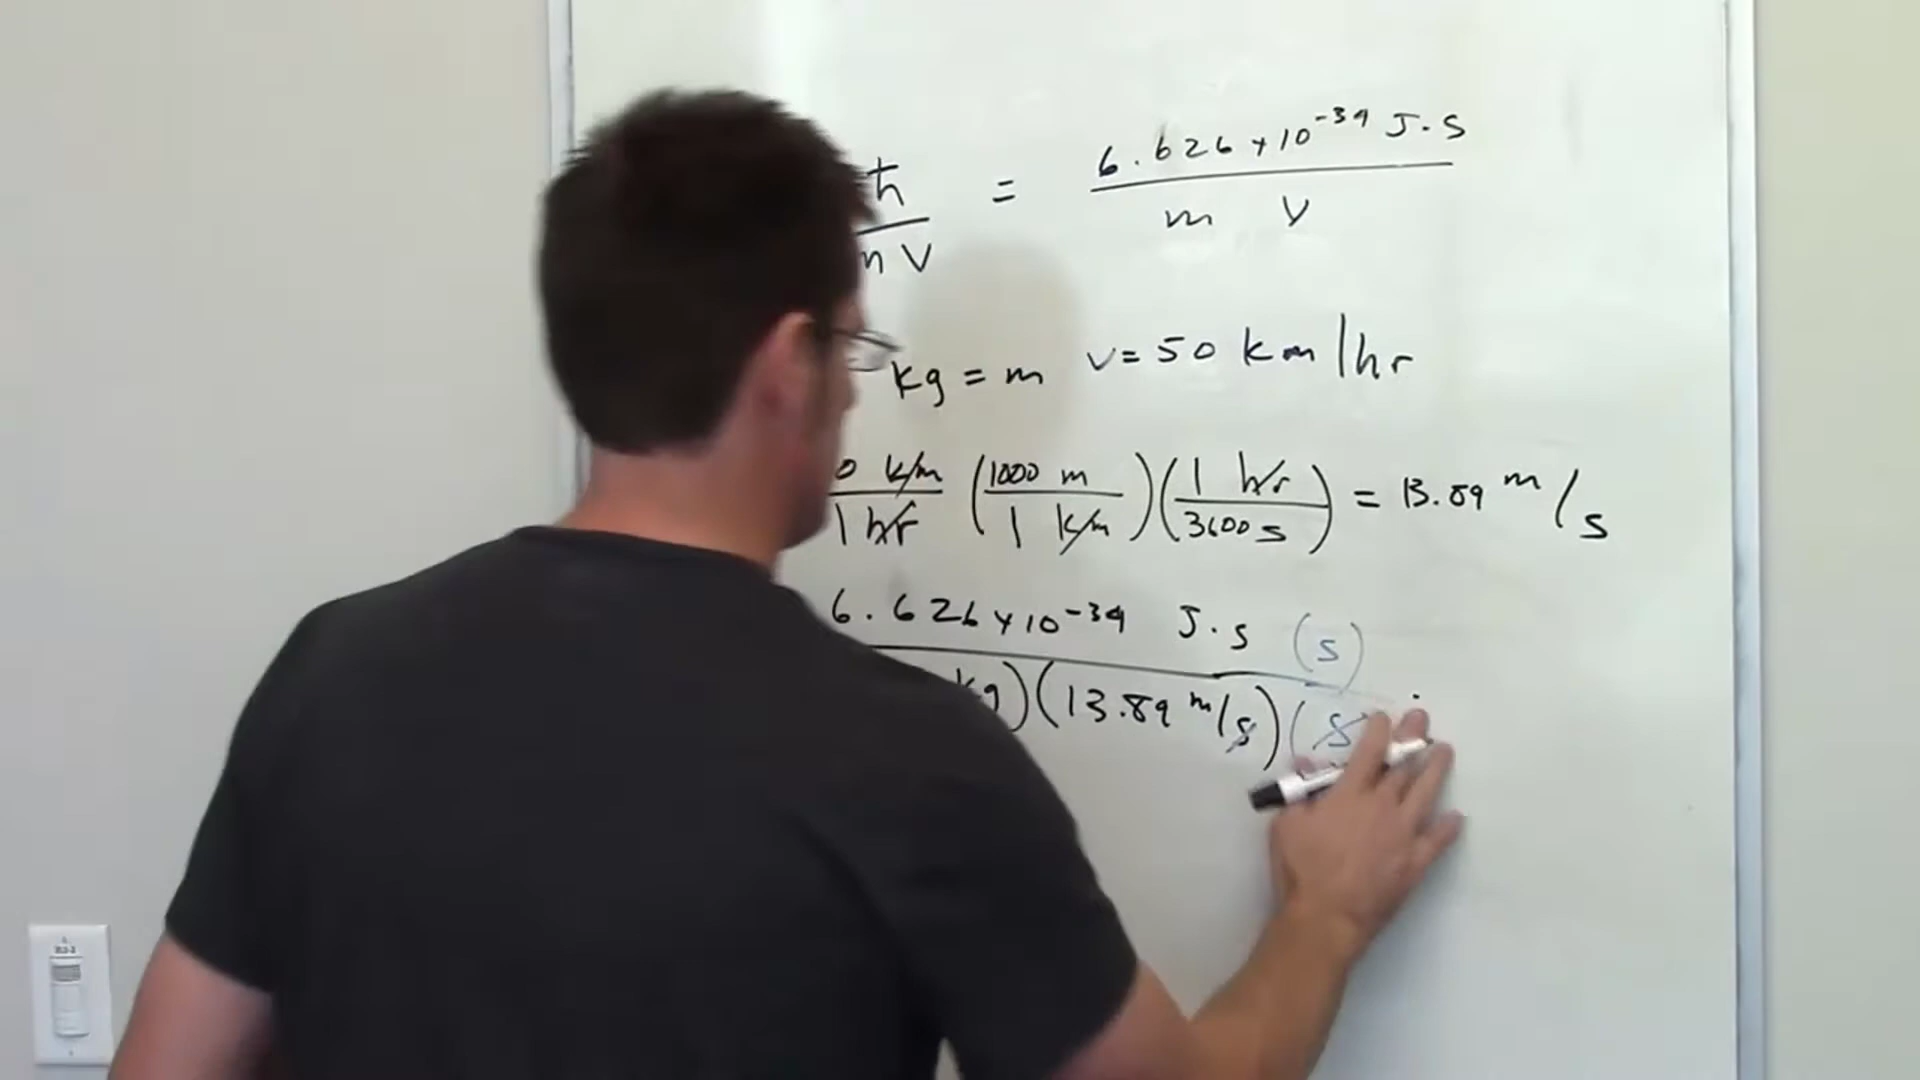 ħ / m v = 6.626 x 10^-34 J·s / m v
kg = m v = 50 km/hr
0 km / 1 hr (1000 m / 1 km)(1 hr / 3600 s) = 13.89 m/s
6.626 x 10^-34 J·s (s)
kg)(13.89 m/s)(s